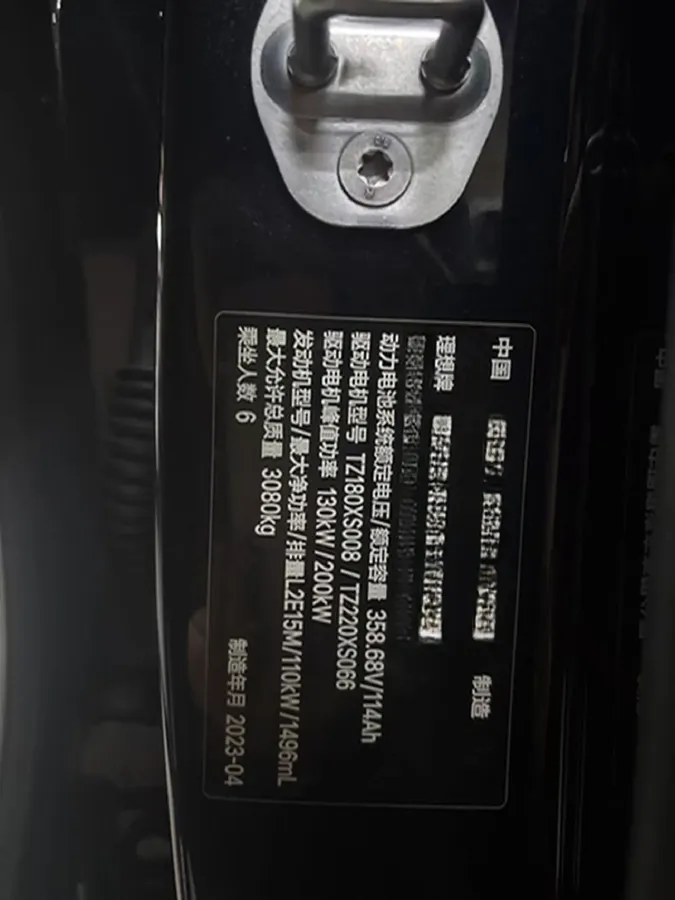 中国 制造
理想牌
动力电池系统额定电压/额定容量 358.68V/114Ah
驱动电机型号 TZ180XS008 / TZ220XS066
驱动电机峰值功率 130kW/200kW
发动机型号/最大净功率/排量L2E15M/110kW/1496mL
最大允许总质量 3080kg
乘坐人数 6 制造年月 2023-04